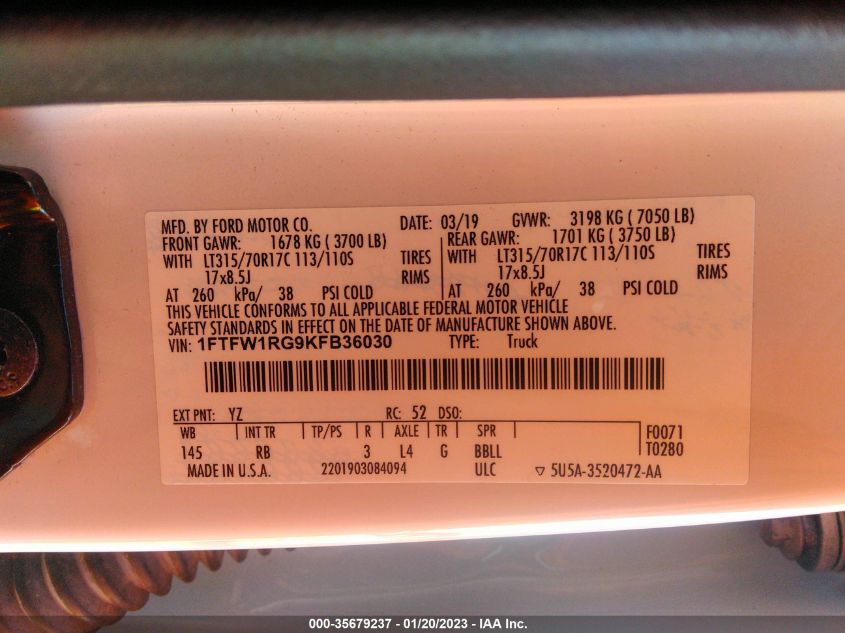 MFD. BY FORD MOTOR CO. DATE: 03/19 GVWR: 3198 KG ( 7050 LB)
FRONT GAWR: 1678 KG ( 3700 LB) REAR GAWR: 1701 KG ( 3750 LB)
WITH LT315/70R17C 113/110S TIRES WITH LT315/70R17C 113/110S TIRES
17x8.5J RIMS 17x8.5J RIMS
AT 260 kPa/ 38 PSI COLD AT 260 kPa/ 38 PSI COLD
THIS VEHICLE CONFORMS TO ALL APPLICABLE FEDERAL MOTOR VEHICLE
SAFETY STANDARDS IN EFFECT ON THE DATE OF MANUFACTURE SHOWN ABOVE.
VIN: 1FTFW1RG9KFB36030 TYPE: Truck
EXT PNT: YZ RC: 52 DSO:
WB INT TR TP/PS R AXLE TR SPR F0071
145 RB 3 L4 G BBLL T0280
MADE IN U.S.A. 2201903084094 ULC ▽ 5U5A-3520472-AA
000-35679237 - 01/20/2023 - IAA Inc.